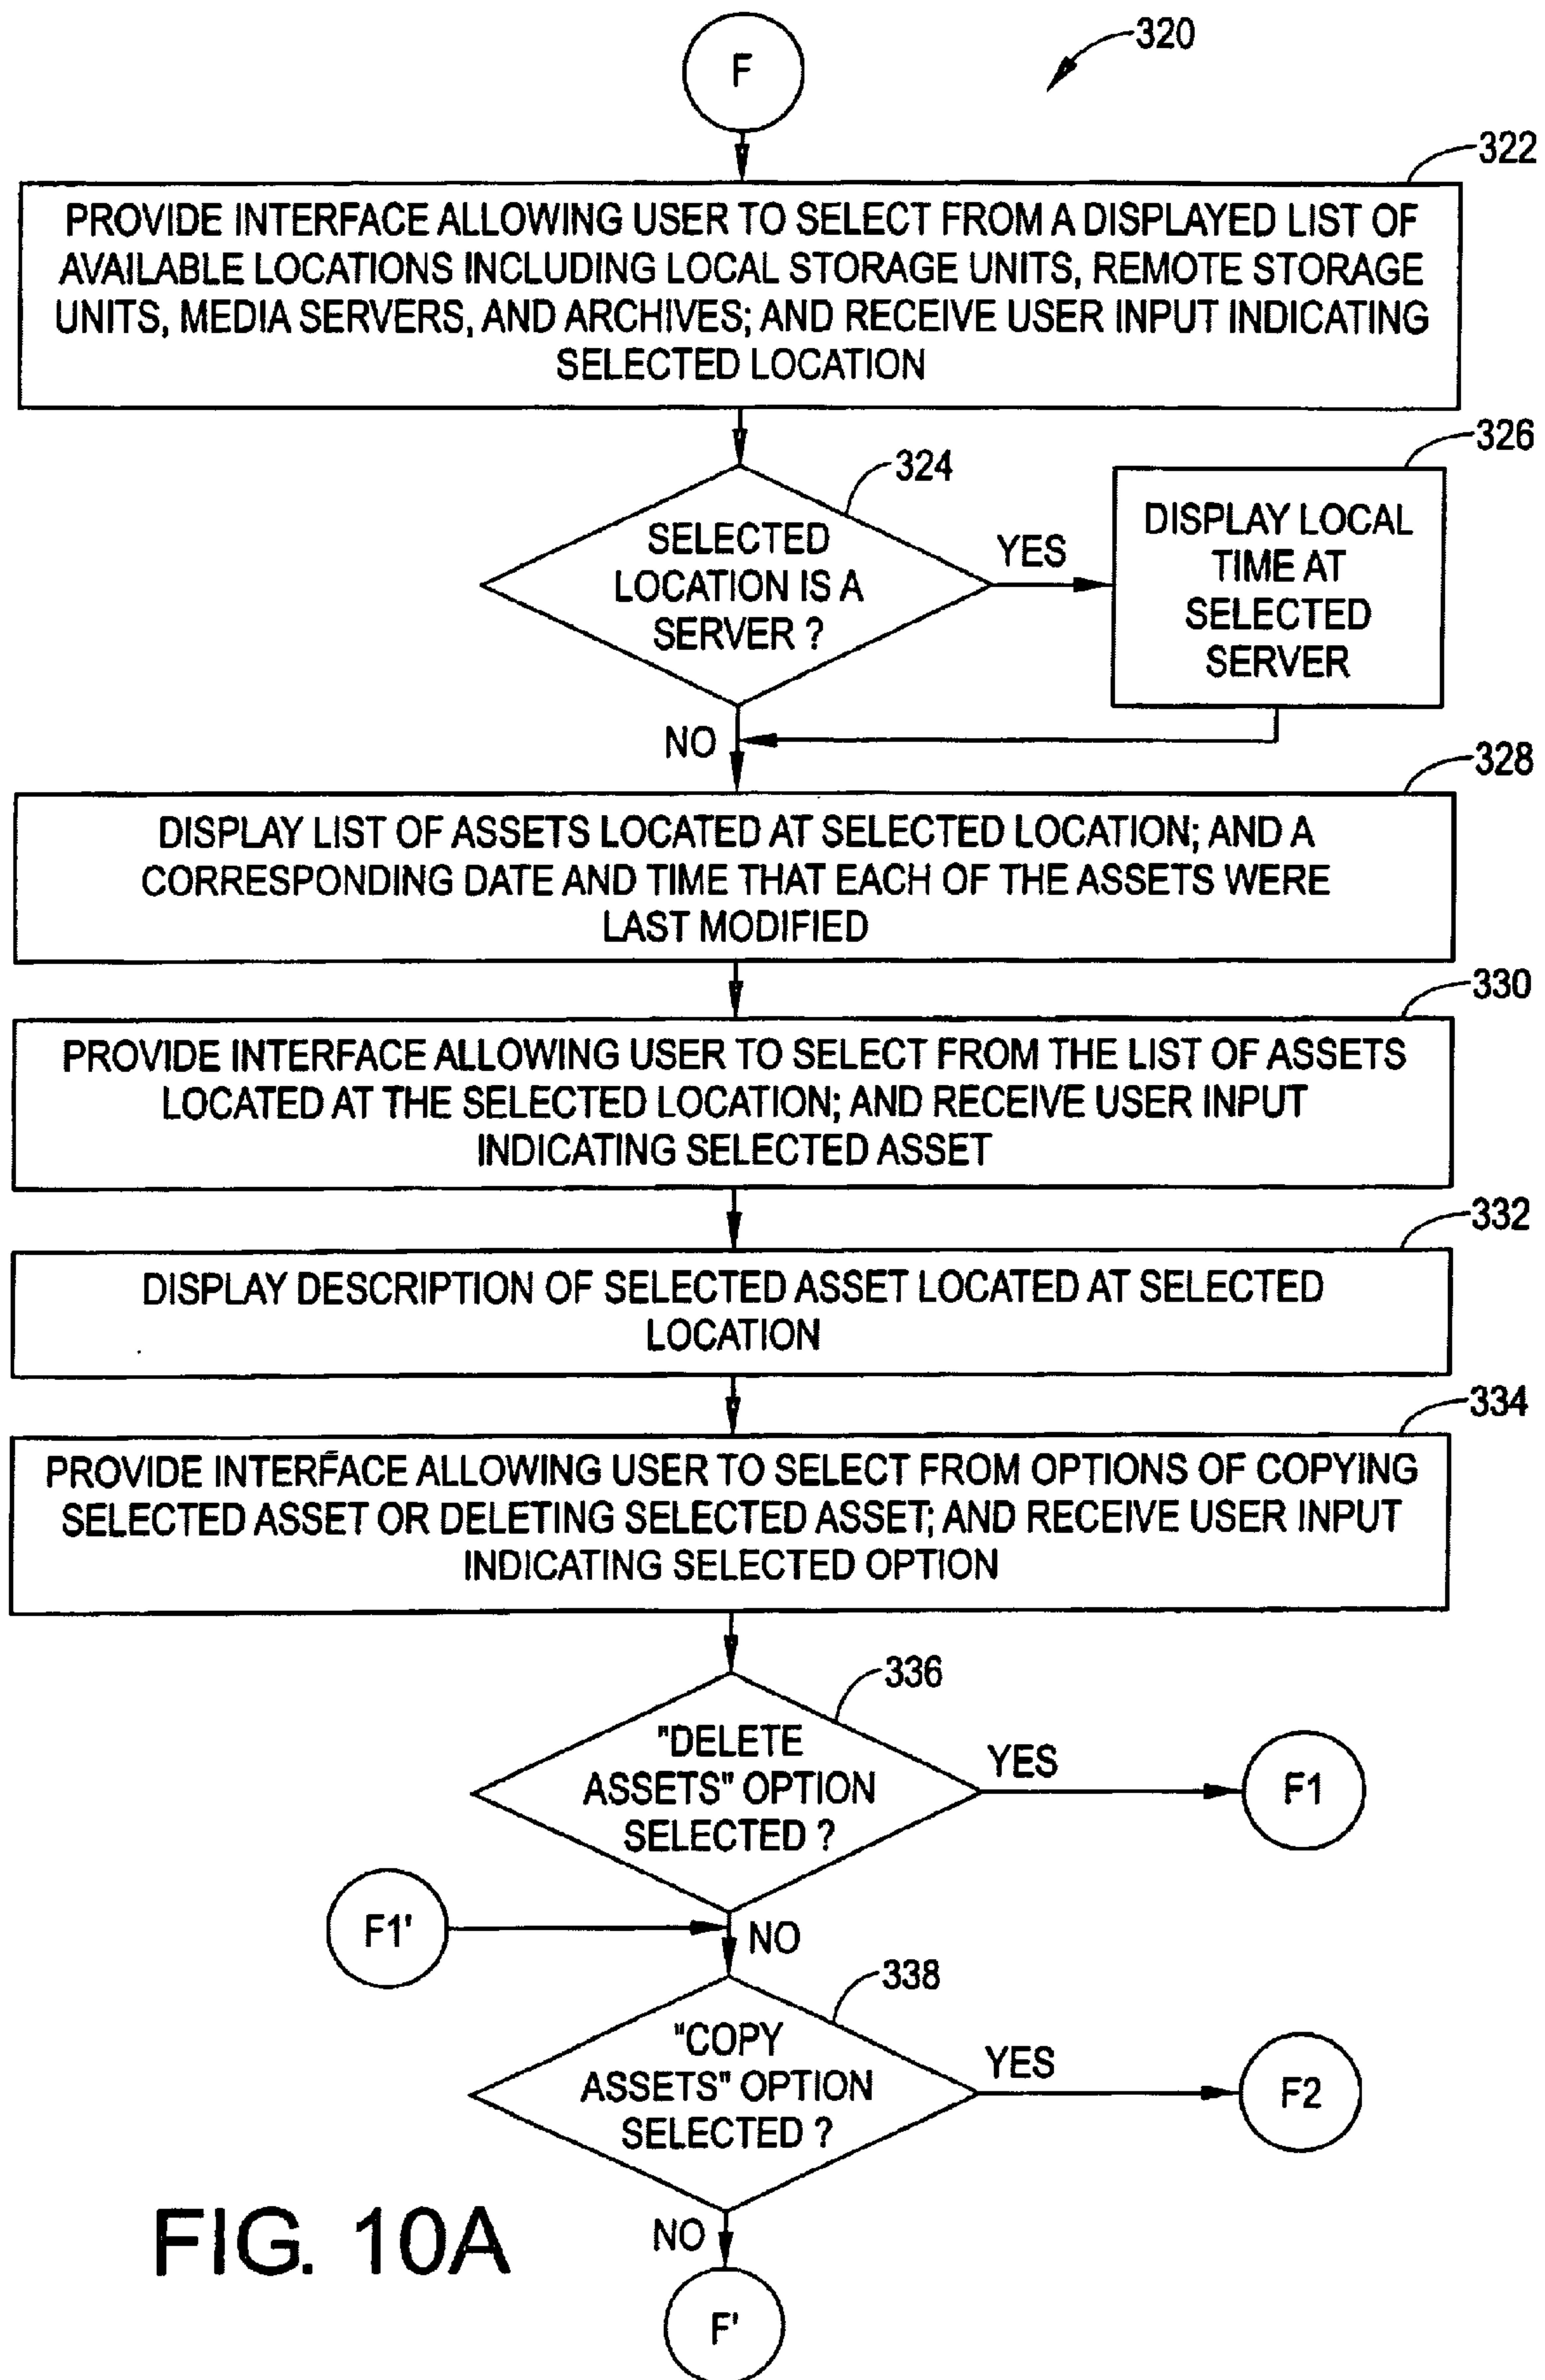 F
320
322
PROVIDE INTERFACE ALLOWING USER TO SELECT FROM A DISPLAYED LIST OF
AVAILABLE LOCATIONS INCLUDING LOCAL STORAGE UNITS, REMOTE STORAGE
UNITS, MEDIA SERVERS, AND ARCHIVES; AND RECEIVE USER INPUT INDICATING
SELECTED LOCATION
324
SELECTED
LOCATION IS A
SERVER ?
YES
326
DISPLAY LOCAL
TIME AT
SELECTED
SERVER
NO
328
DISPLAY LIST OF ASSETS LOCATED AT SELECTED LOCATION; AND A
CORRESPONDING DATE AND TIME THAT EACH OF THE ASSETS WERE
LAST MODIFIED
330
PROVIDE INTERFACE ALLOWING USER TO SELECT FROM THE LIST OF ASSETS
LOCATED AT THE SELECTED LOCATION; AND RECEIVE USER INPUT
INDICATING SELECTED ASSET
332
DISPLAY DESCRIPTION OF SELECTED ASSET LOCATED AT SELECTED
LOCATION
334
PROVIDE INTERFACE ALLOWING USER TO SELECT FROM OPTIONS OF COPYING
SELECTED ASSET OR DELETING SELECTED ASSET; AND RECEIVE USER INPUT
INDICATING SELECTED OPTION
336
"DELETE
ASSETS" OPTION
SELECTED ?
YES
F1
F1'
NO
338
"COPY
ASSETS" OPTION
SELECTED ?
YES
F2
NO
F'
FIG. 10A